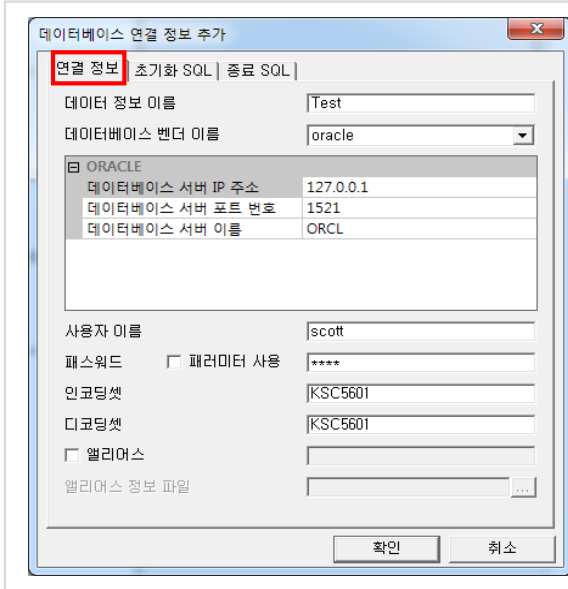 데이터베이스 연결 정보 추가
연결 정보 초기화 SQL 종료 SQL
데이터 정보 이름 Test
데이터베이스 벤더 이름 oracle
ORACLE
데이터베이스 서버 IP 주소 127.0.0.1
데이터베이스 서버 포트 번호 1521
데이터베이스 서버 이름 ORCL
사용자 이름 scott
패스워드 패러미터 사용 ****
인코딩셋 KSC5601
디코딩셋 KSC5601
앨리어스
앨리어스 정보 파일 ...
확인 취소